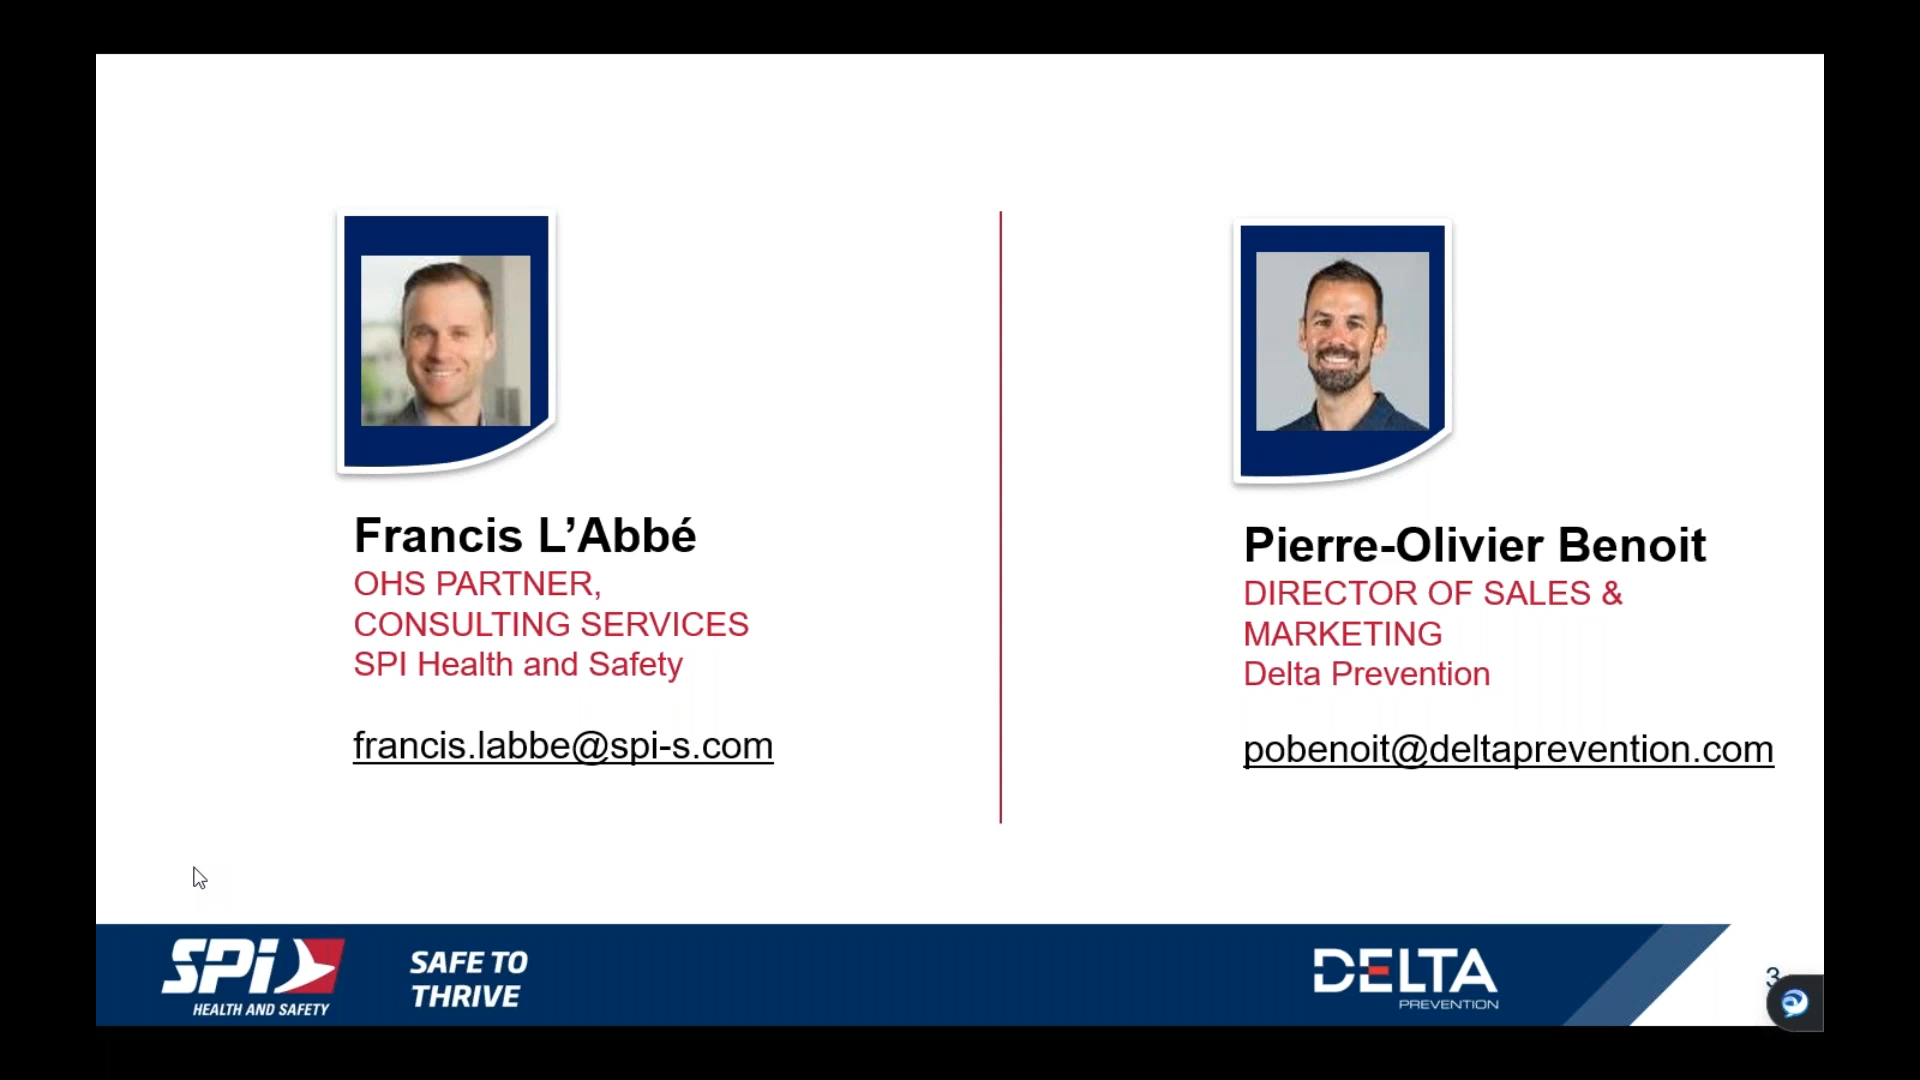 Francis L’Abbé
OHS PARTNER,
CONSULTING SERVICES
SPI Health and Safety
francis.labbe@spi-s.com
Pierre-Olivier Benoit
DIRECTOR OF SALES &
MARKETING
Delta Prevention
pobenoit@deltaprevention.com
SPi
HEALTH AND SAFETY
SAFE TO
THRIVE
DELTA
PREVENTION
3